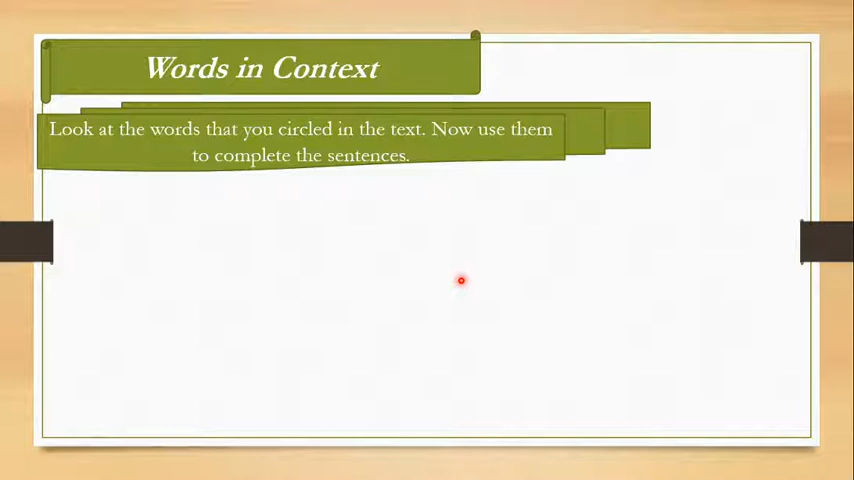 Words in Context
Look at the words that you circled in the text. Now use them
to complete the sentences.